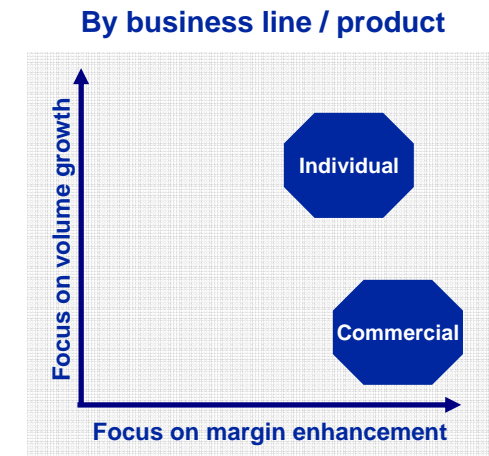 By business line / product
Focus on volume growth
Individual
Commercial
Focus on margin enhancement